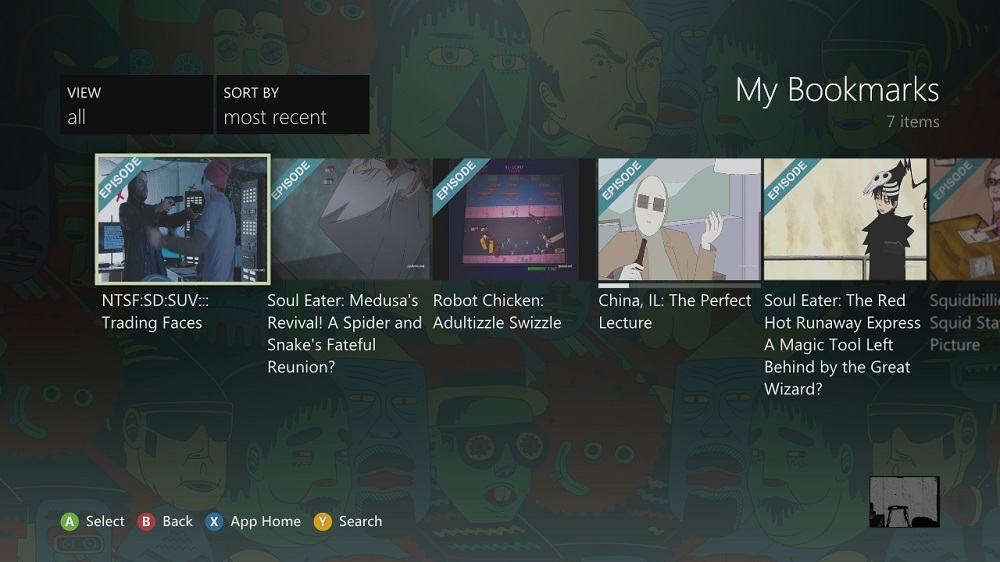 VIEW
all
SORT BY
most recent
My Bookmarks
7 items
EPISODE
EPISODE
EPISODE
EPISODE
EPISODE
NTSF:SD:SUV:::
Trading Faces
Soul Eater: Medusa's
Revival! A Spider and
Snake's Fateful
Reunion?
Robot Chicken:
Adultizzle Swizzle
China, IL: The Perfect
Lecture
Soul Eater: The Red
Hot Runaway Express
A Magic Tool Left
Behind by the Great
Wizard?
Squidbillie
Squid Sta
Picture
A Select B Back X App Home Y Search